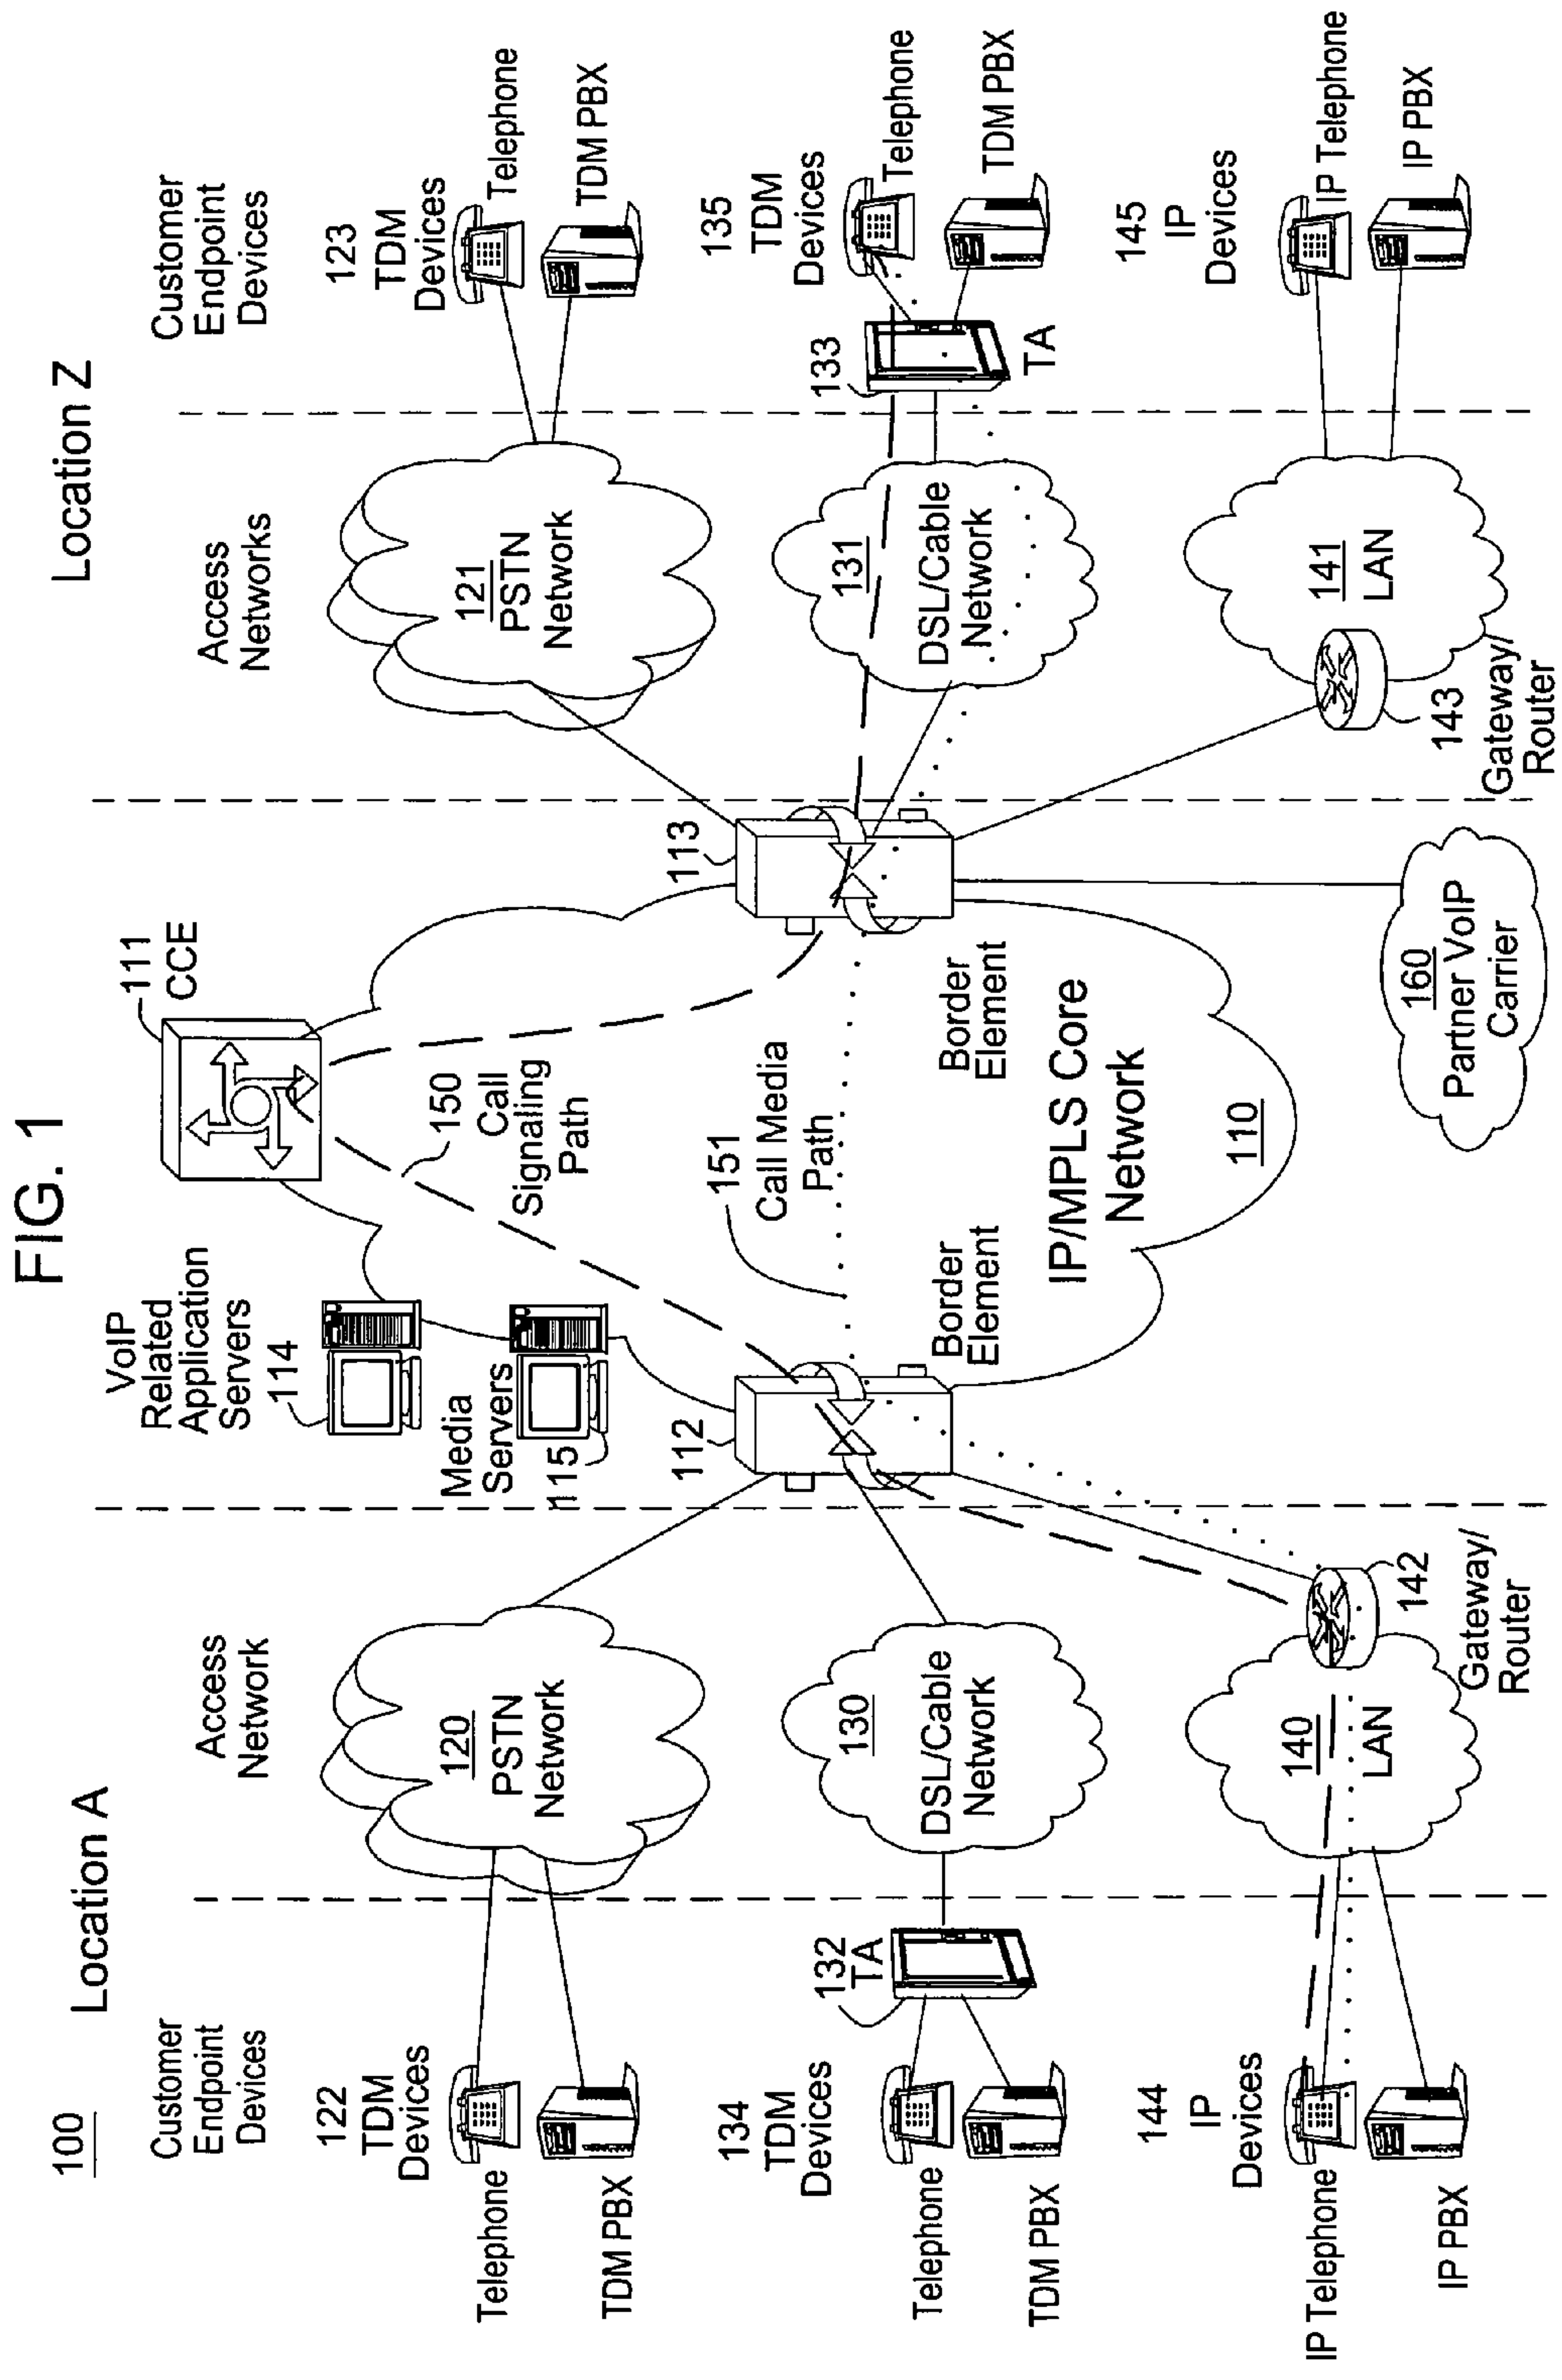 FIG. 1
100
Location A
Location Z
Customer
Endpoint
Devices
Access
Network
VoIP
Related
Application
Servers
114
Media
Servers
115
111
CCE
Access
Networks
Customer
Endpoint
Devices
122
TDM
Devices
Telephone
TDM PBX
120
PSTN
Network
112
150
Call
Signaling
Path
151
Call Media
Path
113
121
PSTN
Network
123
TDM
Devices
Telephone
TDM PBX
134
TDM
Devices
Telephone
TDM PBX
132
TA
130
DSL/Cable
Network
Border
Element
Border
Element
IP/MPLS Core
Network
110
131
DSL/Cable
Network
133
TA
135
TDM
Devices
Telephone
TDM PBX
144
IP
Devices
IP Telephone
IP PBX
140
LAN
142
Gateway/
Router
160
Partner VoIP
Carrier
143
Gateway/
Router
141
LAN
145
IP
Devices
IP Telephone
IP PBX